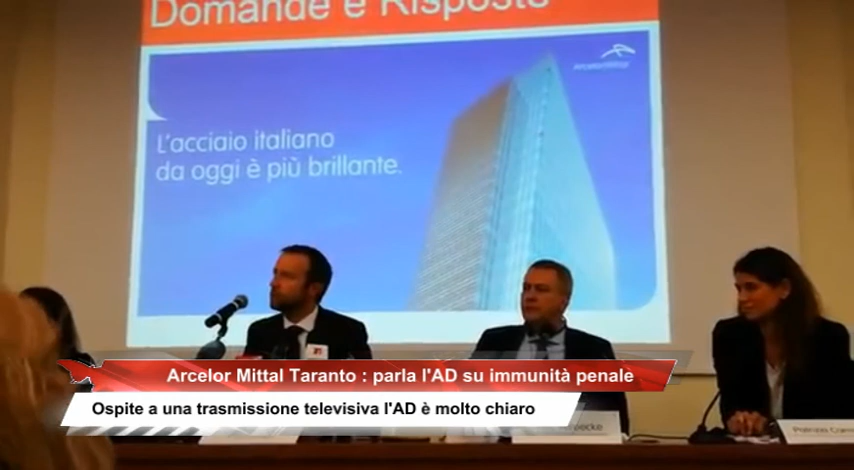 Domande e Risposte
ArcelorMittal
L'acciaio italiano
da oggi è più brillante.
Arcelor Mittal Taranto : parla l'AD su immunità penale
Ospite a una trasmissione televisiva l'AD è molto chiaro